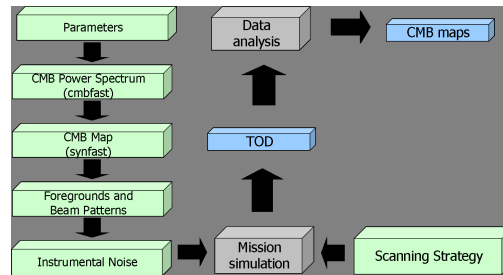 Parameters
CMB Power Spectrum
(cmbfast)
CMB Map
(synfast)
Foregrounds and
Beam Patterns
Instrumental Noise
Mission
simulation
Scanning Strategy
TOD
Data
analysis
CMB maps